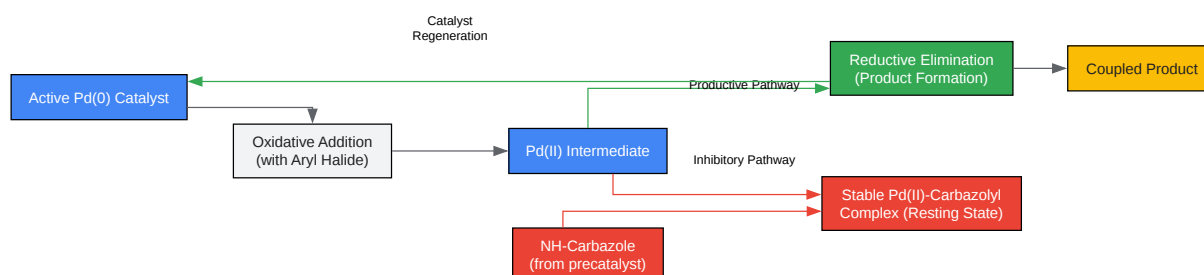 Catalyst
Regeneration
Reductive Elimination
(Product Formation)
Coupled Product
Active Pd(0) Catalyst
Productive Pathway
Oxidative Addition
(with Aryl Halide)
Pd(II) Intermediate
Inhibitory Pathway
Stable Pd(II)-Carbazolyl
Complex (Resting State)
NH-Carbazole
(from precatalyst)